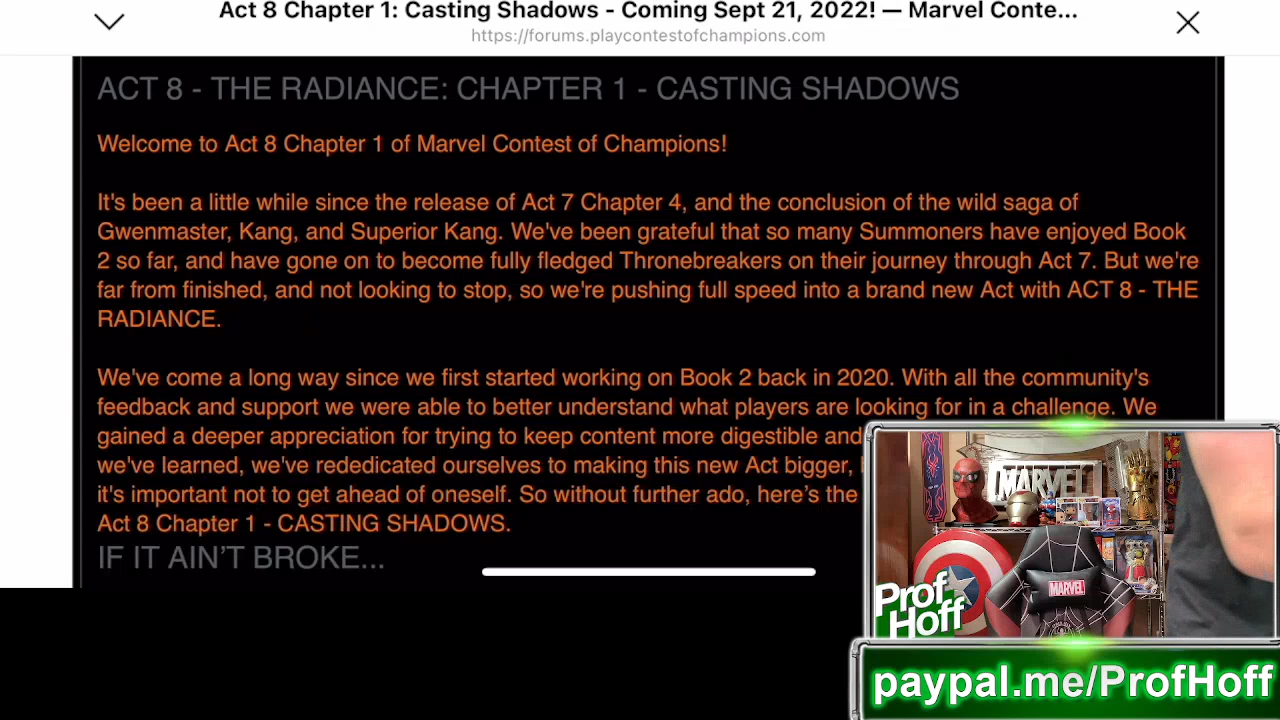 Act 8 Chapter 1: Casting Shadows - Coming Sept 21, 2022! — Marvel Conte...
https://forums.playcontestofchampions.com
ACT 8 - THE RADIANCE: CHAPTER 1 - CASTING SHADOWS
Welcome to Act 8 Chapter 1 of Marvel Contest of Champions!
It's been a little while since the release of Act 7 Chapter 4, and the conclusion of the wild saga of
Gwenmaster, Kang, and Superior Kang. We've been grateful that so many Summoners have enjoyed Book
2 so far, and have gone on to become fully fledged Thronebreakers on their journey through Act 7. But we're
far from finished, and not looking to stop, so we're pushing full speed into a brand new Act with ACT 8 - THE
RADIANCE.
We've come a long way since we first started working on Book 2 back in 2020. With all the community's
feedback and support we were able to better understand what players are looking for in a challenge. We
gained a deeper appreciation for trying to keep content more digestible and
we've learned, we've rededicated ourselves to making this new Act bigger,
it's important not to get ahead of oneself. So without further ado, here’s the
Act 8 Chapter 1 - CASTING SHADOWS.
IF IT AIN’T BROKE...
MARVEL
MARVEL
Prof
Hoff
paypal.me/ProfHoff